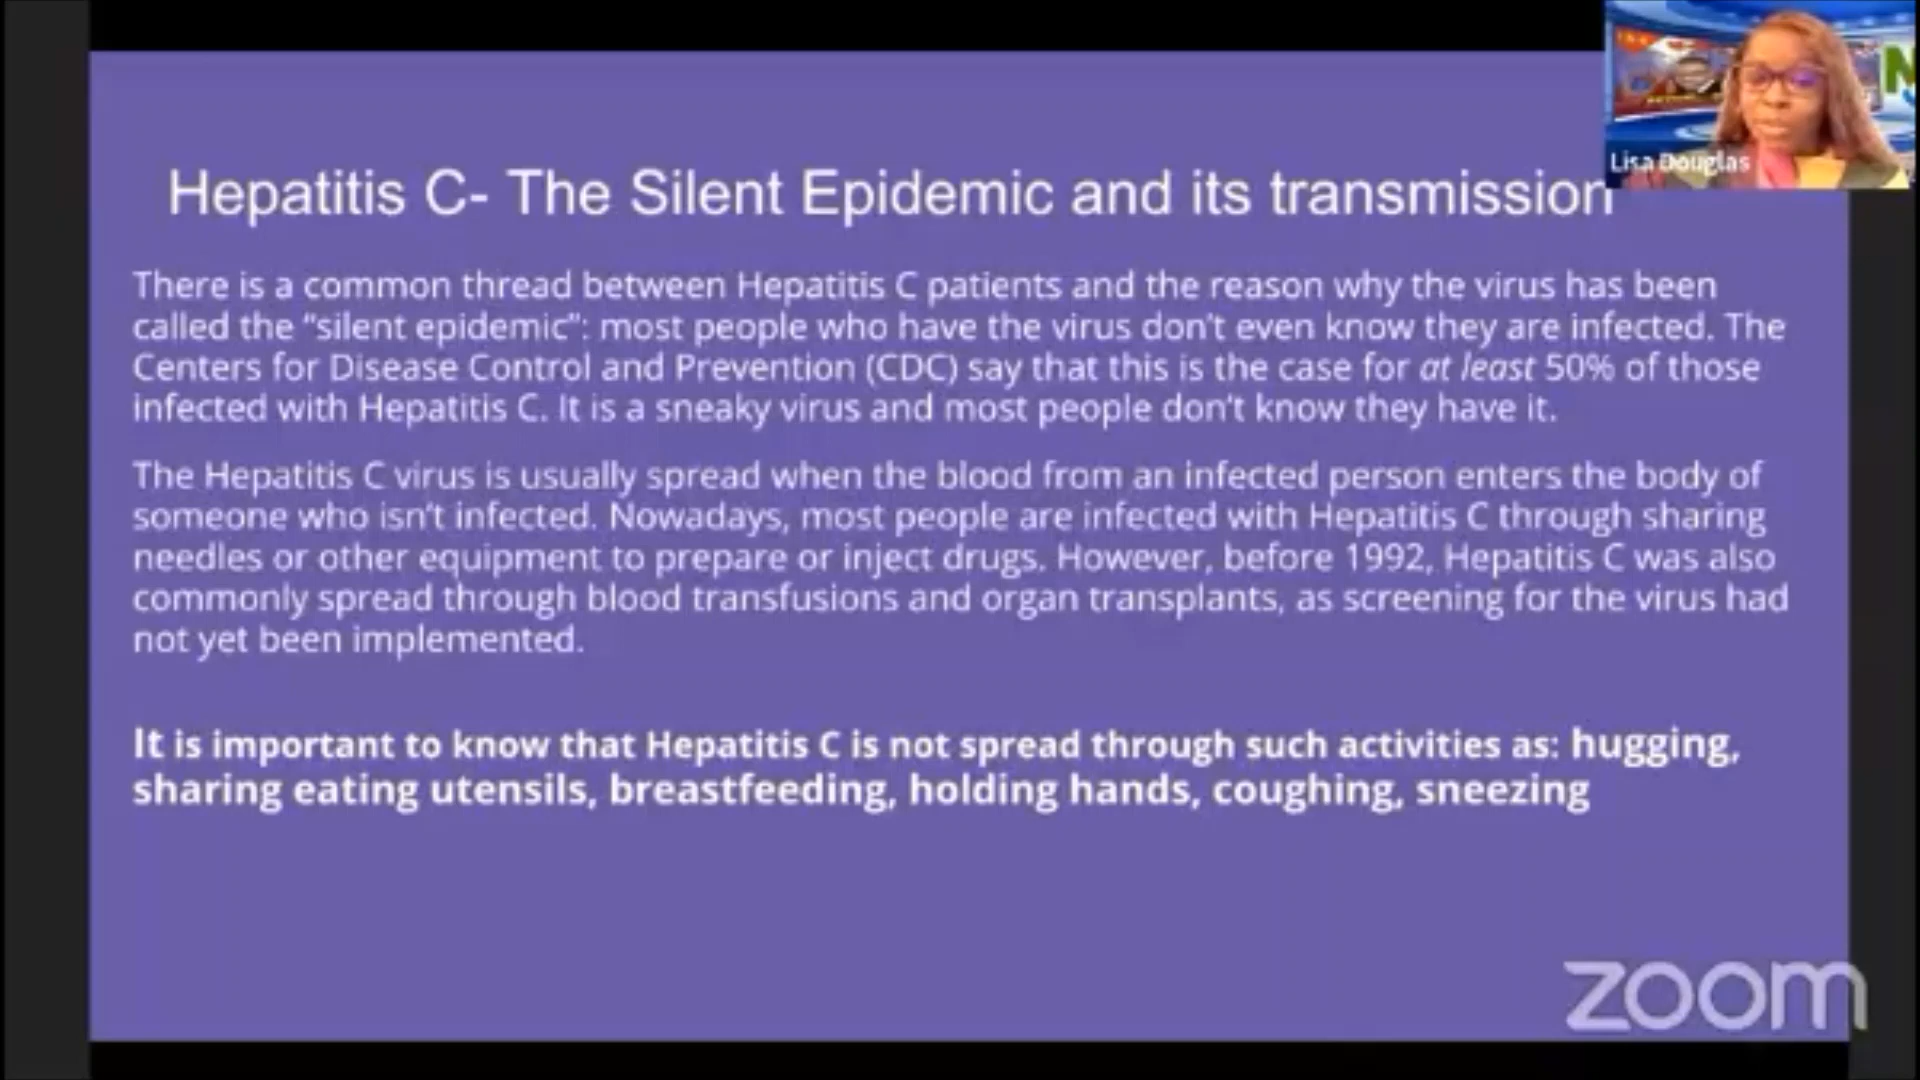 Lisa Douglas
Hepatitis C- The Silent Epidemic and its transmission
There is a common thread between Hepatitis C patients and the reason why the virus has been
called the “silent epidemic”: most people who have the virus don’t even know they are infected. The
Centers for Disease Control and Prevention (CDC) say that this is the case for at least 50% of those
infected with Hepatitis C. It is a sneaky virus and most people don’t know they have it.
The Hepatitis C virus is usually spread when the blood from an infected person enters the body of
someone who isn’t infected. Nowadays, most people are infected with Hepatitis C through sharing
needles or other equipment to prepare or inject drugs. However, before 1992, Hepatitis C was also
commonly spread through blood transfusions and organ transplants, as screening for the virus had
not yet been implemented.
It is important to know that Hepatitis C is not spread through such activities as: hugging,
sharing eating utensils, breastfeeding, holding hands, coughing, sneezing
zoom